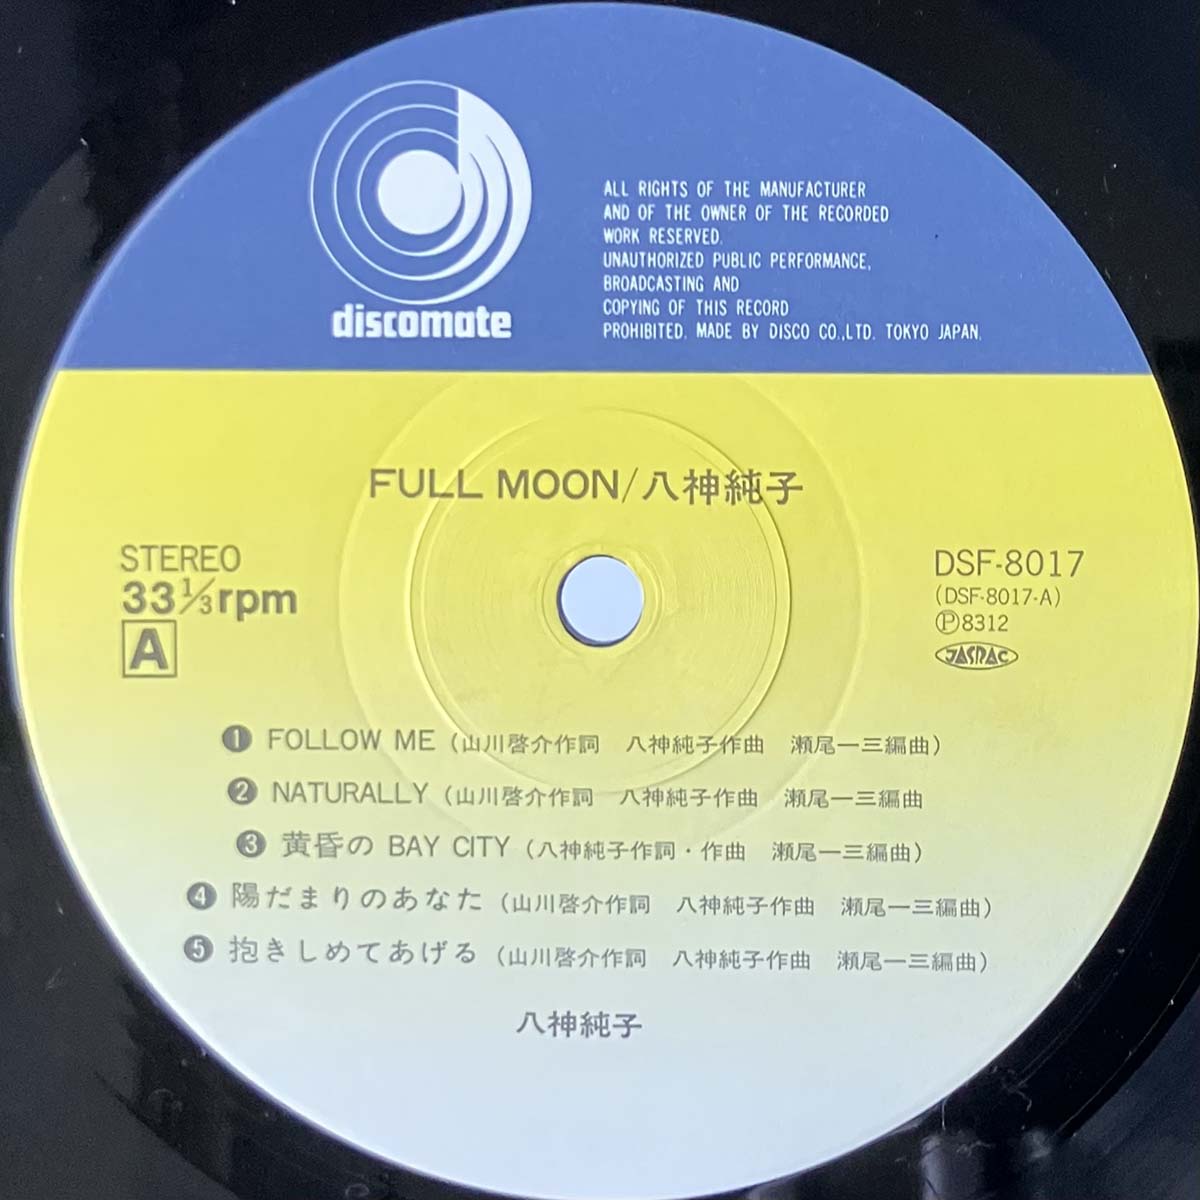 discomate
ALL RIGHTS OF THE MANUFACTURER
AND OF THE OWNER OF THE RECORDED
WORK RESERVED.
UNAUTHORIZED PUBLIC PERFORMANCE,
BROADCASTING AND
COPYING OF THIS RECORD
PROHIBITED. MADE BY DISCO CO.,LTD. TOKYO JAPAN.
FULL MOON/八神純子
STEREO
33⅓rpm
A
DSF-8017
(DSF-8017-A)
Ⓟ8312
JASRAC
❶ FOLLOW ME (山川啓介作詞 八神純子作曲 瀬尾一三編曲)
❷ NATURALLY (山川啓介作詞 八神純子作曲 瀬尾一三編曲
❸ 黄昏の BAY CITY (八神純子作詞・作曲 瀬尾一三編曲)
❹ 陽だまりのあなた (山川啓介作詞 八神純子作曲 瀬尾一三編曲)
❺ 抱きしめてあげる (山川啓介作詞 八神純子作曲 瀬尾一三編曲)
八神純子